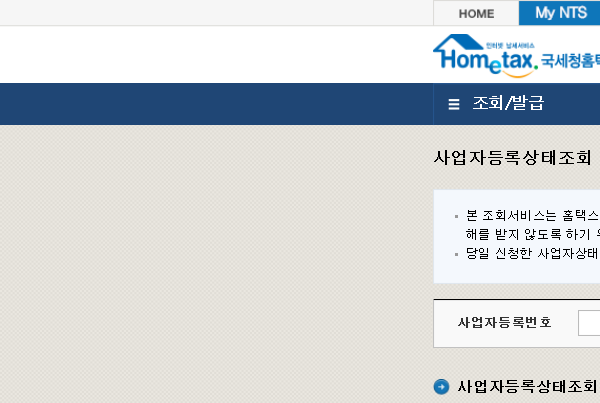 HOME My NTS
인터넷 납세서비스
Hometax. 국세청홈택
조회/발급
사업자등록상태조회
본 조회서비스는 홈택스
해를 받지 않도록 하기
당일 신청한 사업자상태
사업자등록번호
사업자등록상태조회